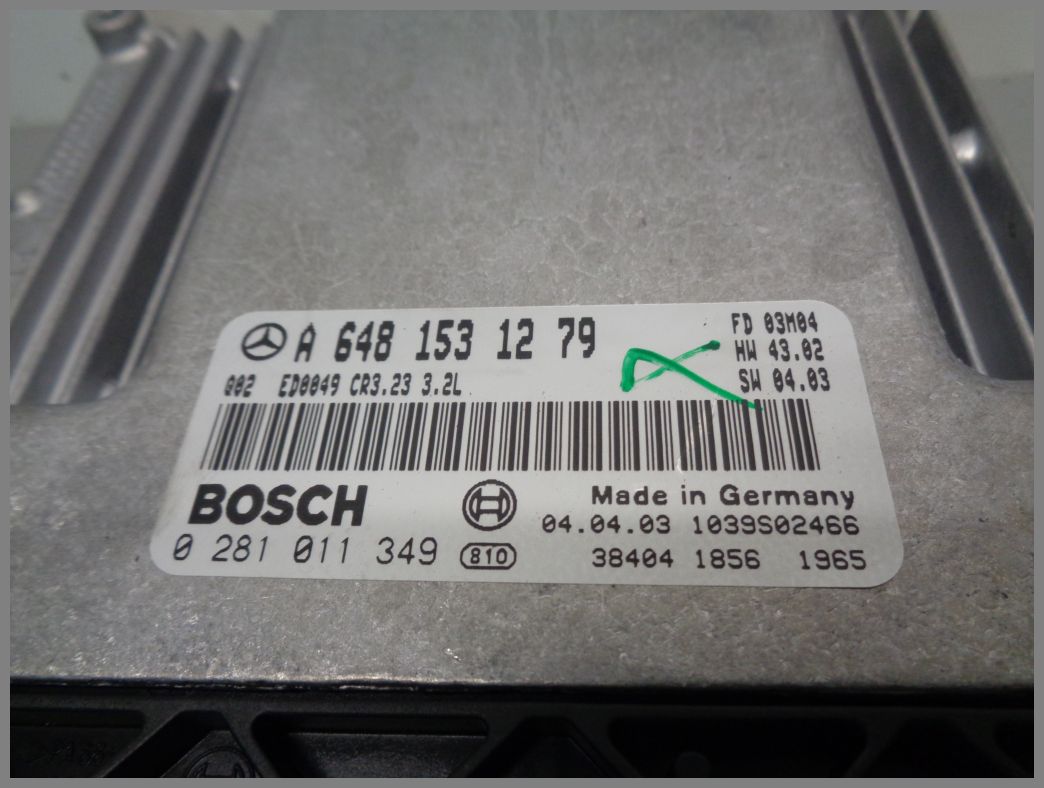 A 648 153 12 79
FD 03M04
HW 43.02
SW 04.03
Q02 ED0049 CR3.23 3.2L
BOSCH
Made in Germany
04.04.03 1039S02466
0 281 011 349
810
38404 1856 1965